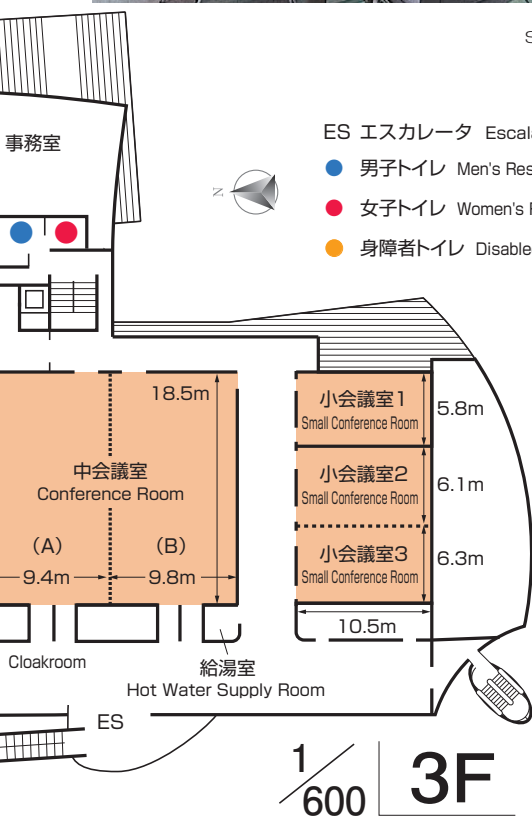 事務室
ES エスカレータ
男子トイレ Men's
女子トイレ Women's
身障者トイレ
N
18.5m
中会議室
Conference Room
(A)
(B)
9.4m
9.8m
小会議室1
Small Conference Room
5.8m
小会議室2
Small Conference Room
6.1m
小会議室3
Small Conference Room
6.3m
10.5m
Cloakroom
給湯室
Hot Water Supply Room
ES
1/600
3F